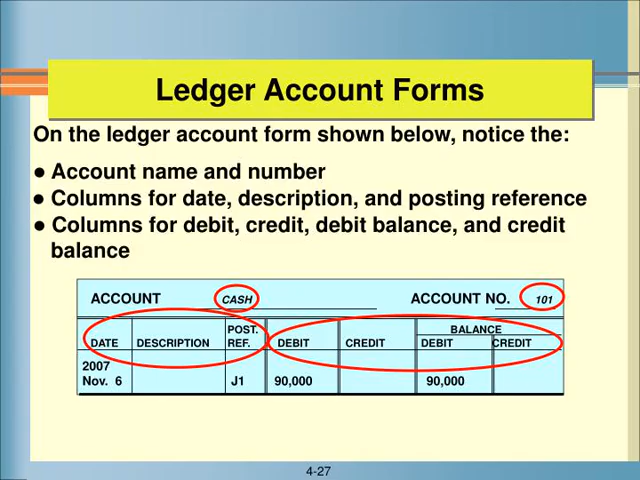 Ledger Account Forms
On the ledger account form shown below, notice the:
● Account name and number
● Columns for date, description, and posting reference
● Columns for debit, credit, debit balance, and credit
balance
ACCOUNT CASH ACCOUNT NO. 101
POST. BALANCE
DATE DESCRIPTION REF. DEBIT CREDIT DEBIT CREDIT
2007
Nov. 6 J1 90,000 90,000
4-27